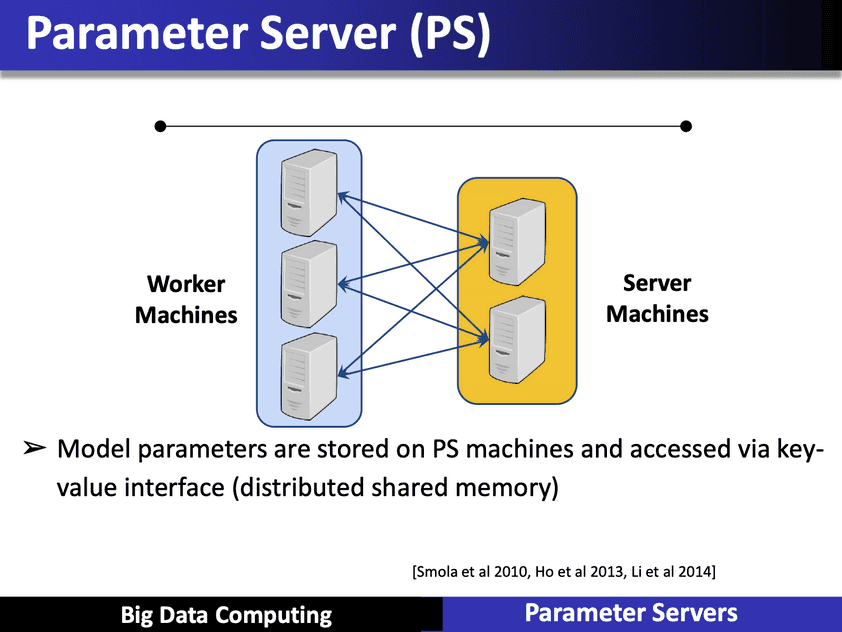 Parameter Server (PS)
Worker
Machines
Server
Machines
➢ Model parameters are stored on PS machines and accessed via key-
value interface (distributed shared memory)
[Smola et al 2010, Ho et al 2013, Li et al 2014]
Big Data Computing
Parameter Servers